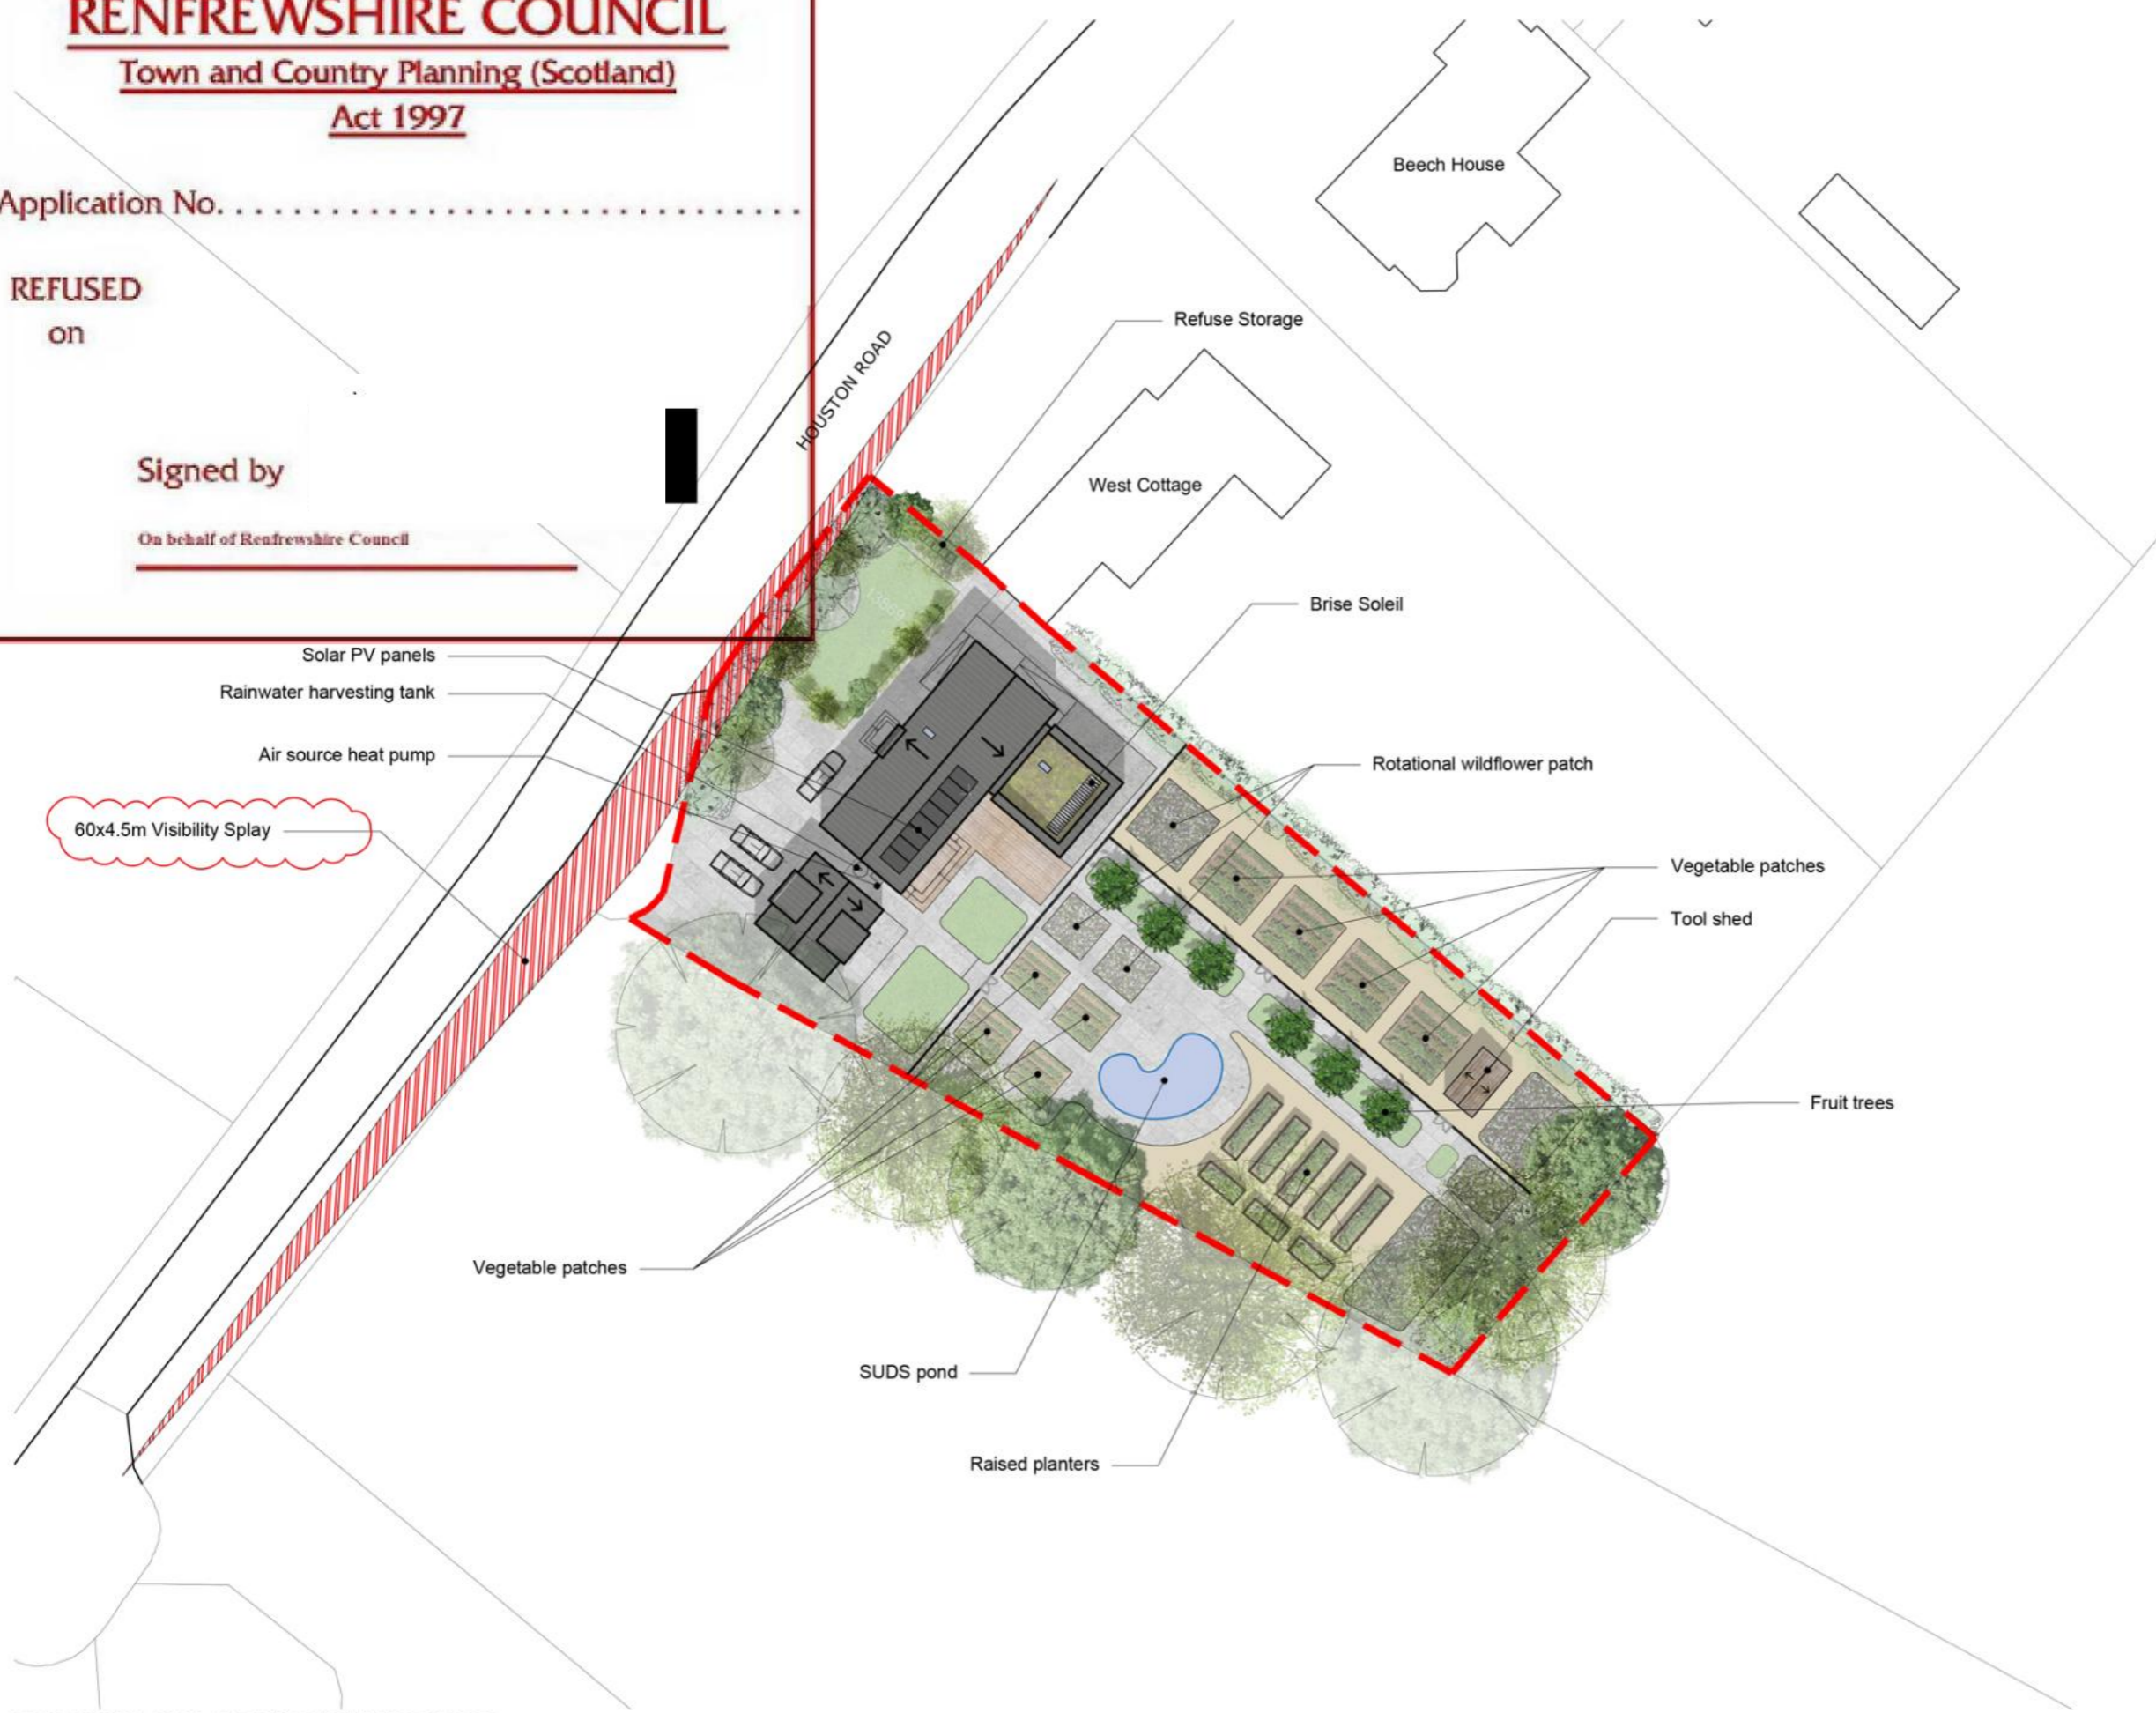 RENFREWSHIRE COUNCIL
Town and Country Planning (Scotland)
Act 1997
Application No. . . . . . . . . . . . . . . . . . . . . . . . . . . . . . .
REFUSED
on
Signed by
On behalf of Renfrewshire Council
HOUSTON ROAD
Beech House
Refuse Storage
West Cottage
Brise Soleil
Solar PV panels
Rainwater harvesting tank
Air source heat pump
60x4.5m Visibility Splay
Rotational wildflower patch
Vegetable patches
Tool shed
Fruit trees
Vegetable patches
SUDS pond
Raised planters